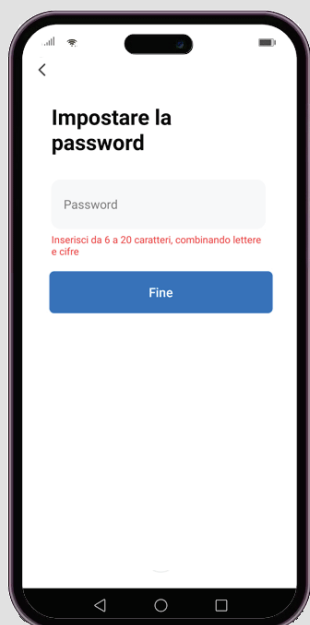 Impostare la
password
Password
Inserisci da 6 a 20 caratteri, combinando lettere
e cifre
Fine